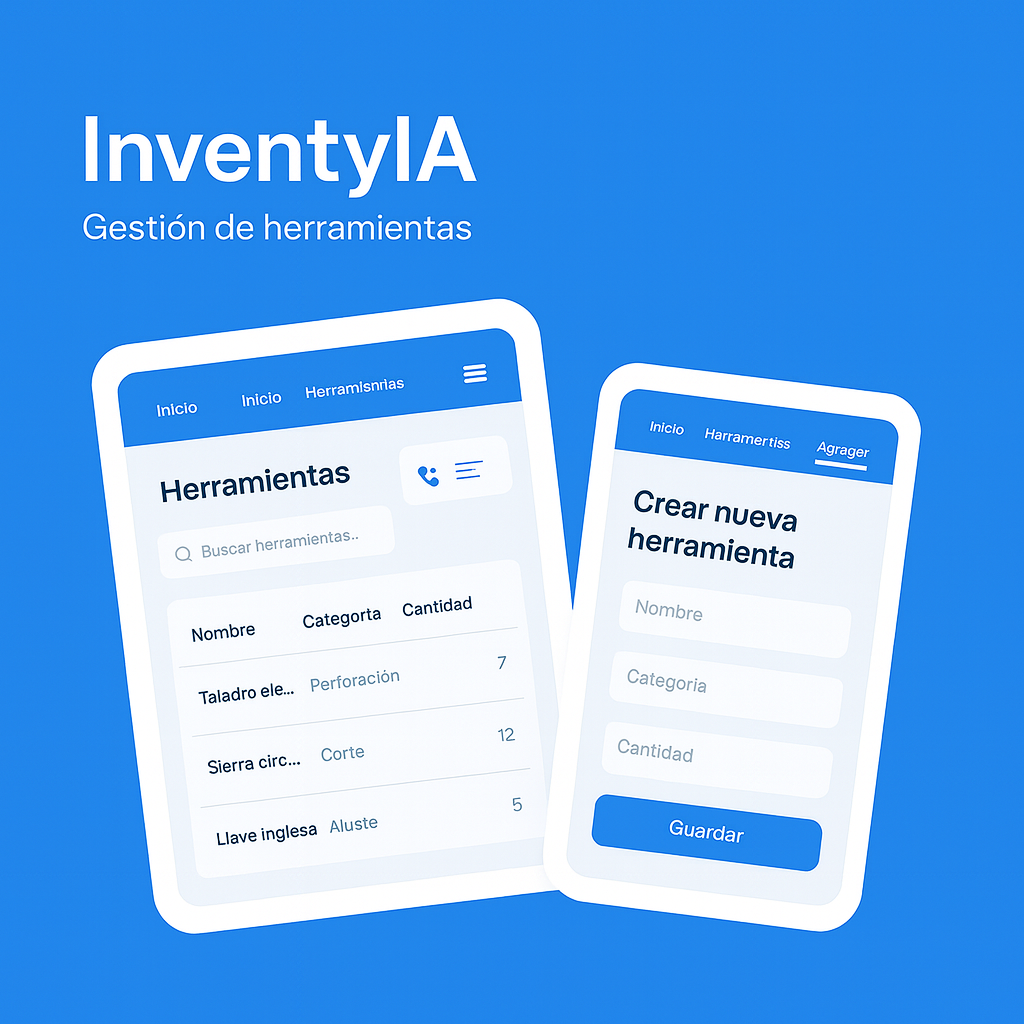 InventyIA
Gestión de herramientas
Inicio Inicio Herramisnrias
Herramientas
Buscar herramientas..
Nombre Categorta Cantidad
Taladro ele... Perforación 7
Sierra circ... Corte 12
Llave inglesa Aluste 5
Inicio Harramertiss Agrager
Crear nueva
herramienta
Nombre
Categoria
Cantidad
Guardar